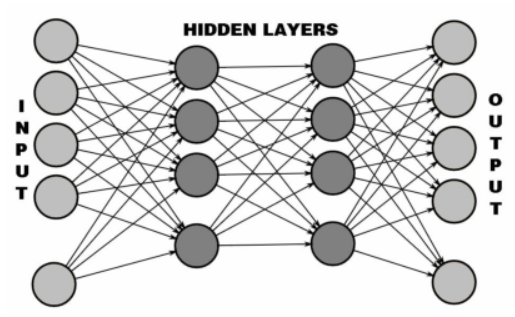 HIDDEN LAYERS
INPUT
OUTPUT